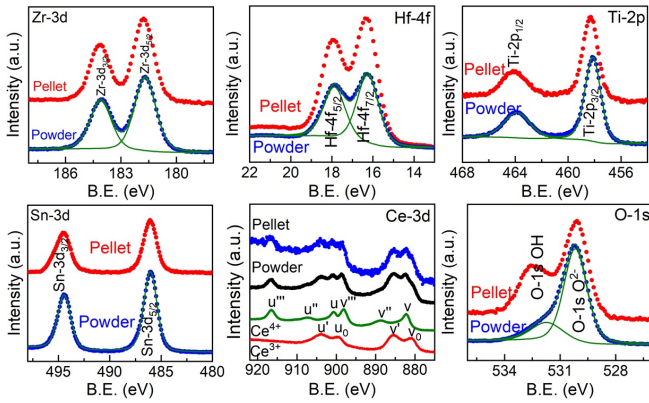 Zr-3d
Zr-3d3/2
Zr-3d5/2
Pellet
Powder
Intensity (a.u.)
186 183 180
B.E. (eV)
Hf-4f
Pellet
Powder
Hf-4f5/2
Hf-4f7/2
Intensity (a.u.)
22 20 18 16 14
B.E. (eV)
Ti-2p
Ti-2p1/2
Pellet
Powder
Ti-2p3/2
Intensity (a.u.)
468 464 460 456
B.E. (eV)
Sn-3d
Sn-3d3/2
Pellet
Powder
Sn-3d5/2
Intensity (a.u.)
495 490 485 480
B.E. (eV)
Ce-3d
Pellet
Powder
u''' u'' u v''' v'' v
Ce4+
u' u0 v' v0
Ce3+
Intensity (a.u.)
920 910 900 890 880
B.E. (eV)
O-1s
O-1s OH
O-1s O2-
Pellet
Powder
Intensity (a.u.)
534 531 528
B.E. (eV)